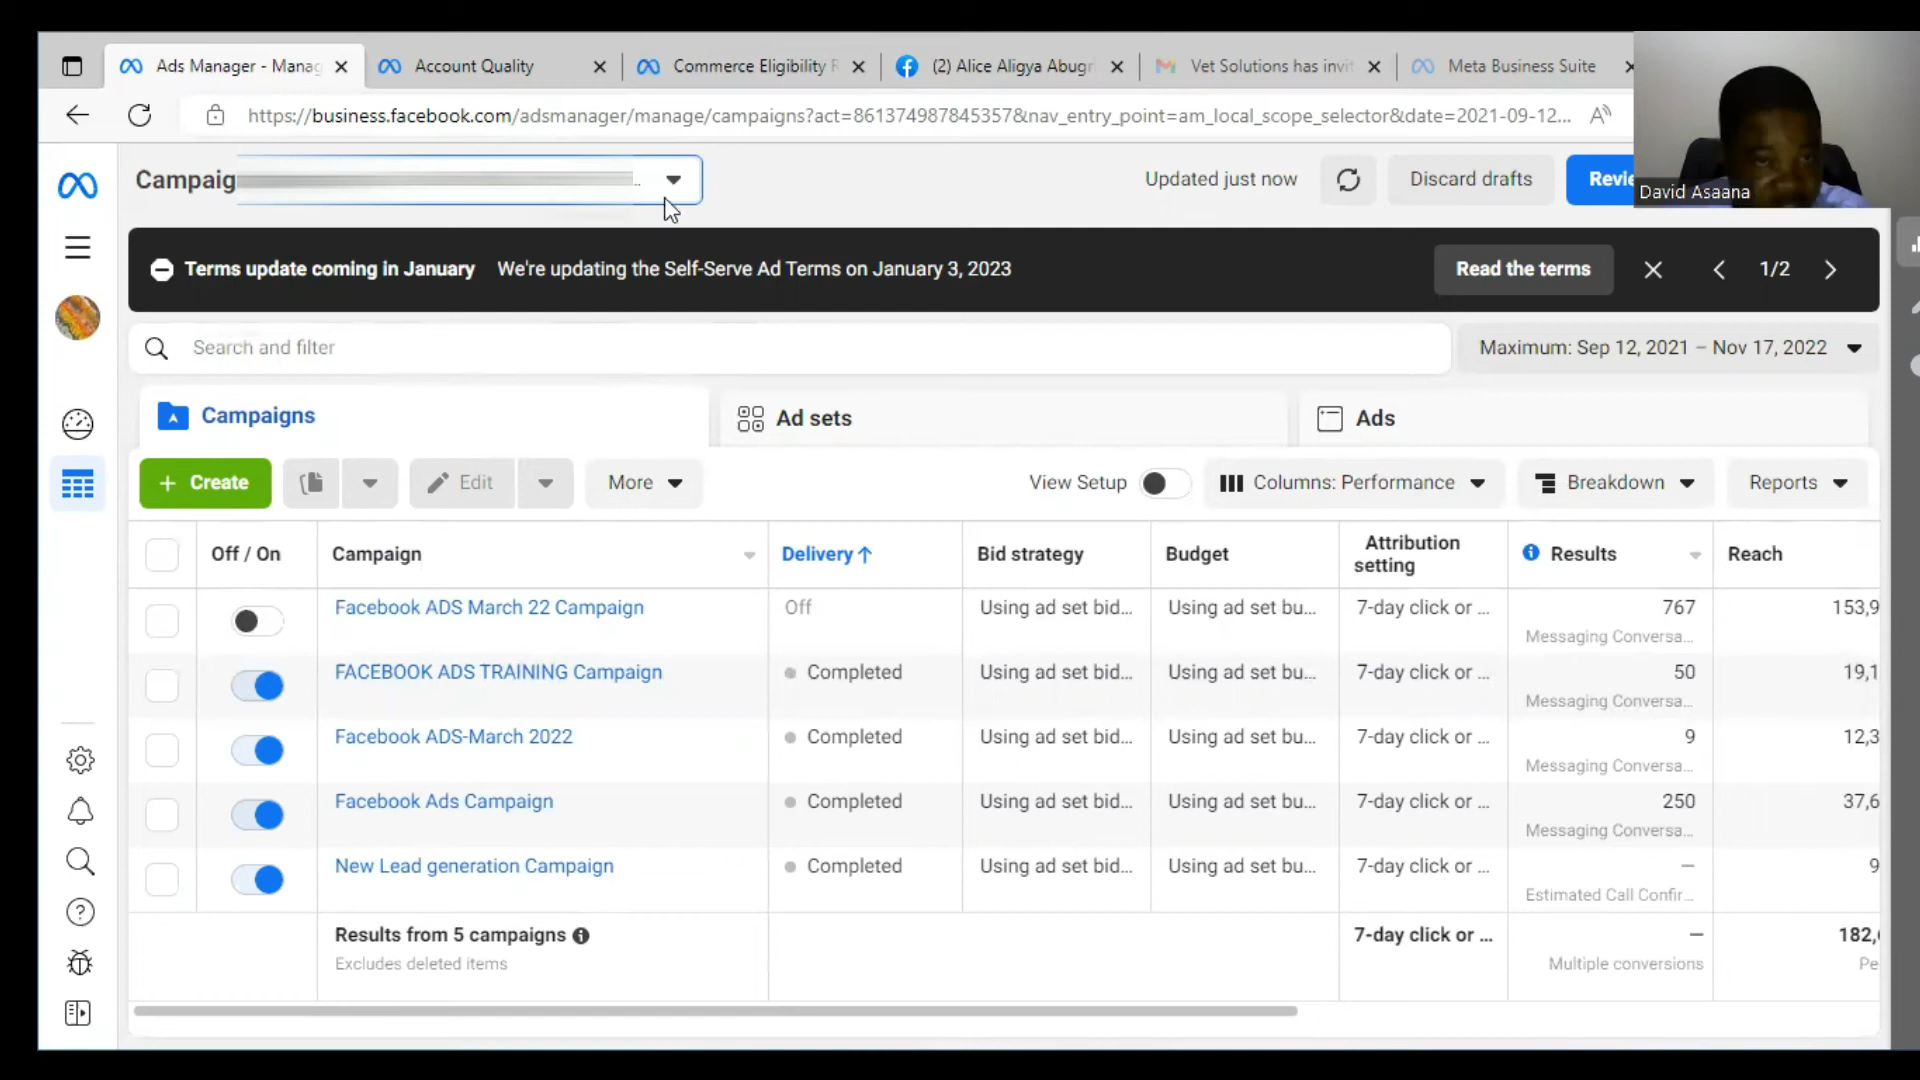 Ads Manager - Manag
Account Quality
Commerce Eligibility R
(2) Alice Aligya Abugr
Vet Solutions has invit
Meta Business Suite
https://business.facebook.com/adsmanager/manage/campaigns?act=861374987845357&nav_entry_point=am_local_scope_selector&date=2021-09-12...
David Asaana
Campaig
...
Updated just now
Discard drafts
Revie
Terms update coming in January We're updating the Self-Serve Ad Terms on January 3, 2023
Read the terms
1/2
Search and filter
Maximum: Sep 12, 2021 – Nov 17, 2022
Campaigns
Ad sets
Ads
+ Create
Edit
More
View Setup
Columns: Performance
Breakdown
Reports
Off / On
Campaign
Delivery ↑
Bid strategy
Budget
Attribution
setting
Results
Reach
Facebook ADS March 22 Campaign
Off
Using ad set bid...
Using ad set bu...
7-day click or ...
767
Messaging Conversa...
153,9
FACEBOOK ADS TRAINING Campaign
Completed
Using ad set bid...
Using ad set bu...
7-day click or ...
50
Messaging Conversa...
19,1
Facebook ADS-March 2022
Completed
Using ad set bid...
Using ad set bu...
7-day click or ...
9
Messaging Conversa...
12,3
Facebook Ads Campaign
Completed
Using ad set bid...
Using ad set bu...
7-day click or ...
250
Messaging Conversa...
37,6
New Lead generation Campaign
Completed
Using ad set bid...
Using ad set bu...
7-day click or ...
—
Estimated Call Confir...
9
Results from 5 campaigns
Excludes deleted items
7-day click or ...
—
Multiple conversions
182,
Pe